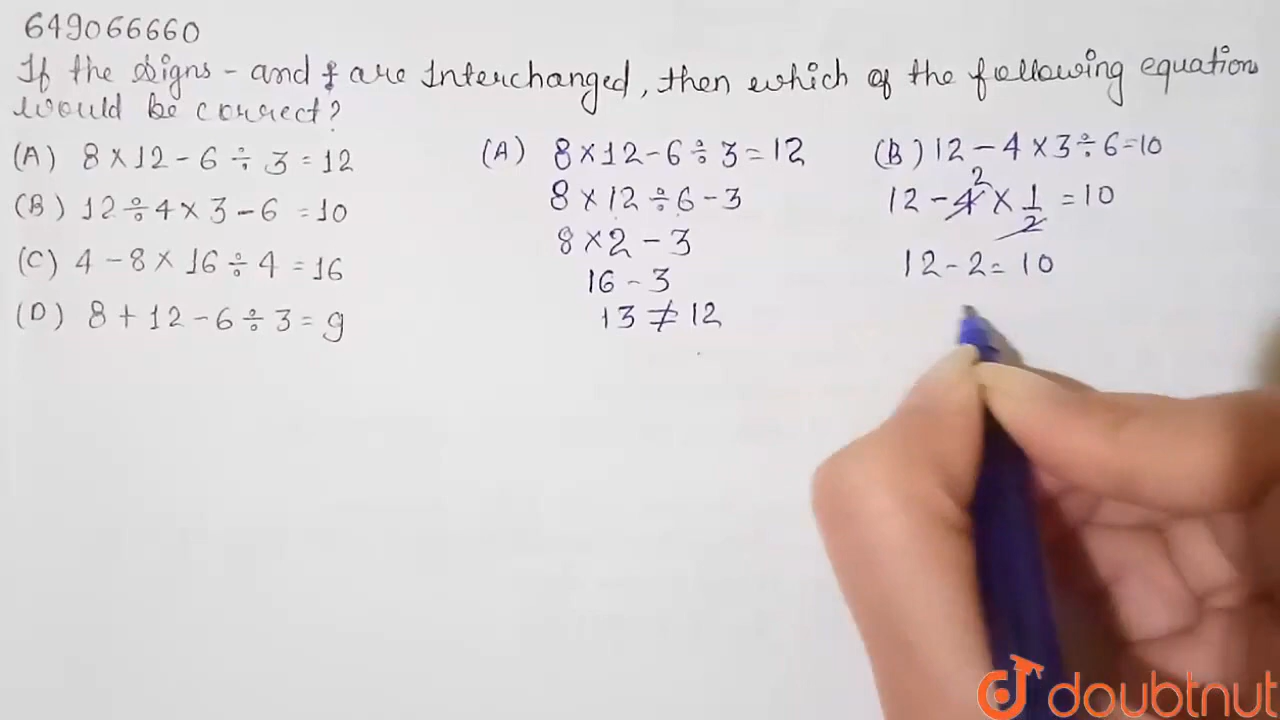 649066660
If the signs - and ÷ are Interchanged, then which of the following equations would be correct?
(A) 8 × 12 - 6 ÷ 3 = 12
(B) 12 ÷ 4 × 3 - 6 = 10
(C) 4 - 8 × 16 ÷ 4 = 16
(D) 8 + 12 - 6 ÷ 3 = 9
(A) 8 × 12 - 6 ÷ 3 = 12
8 × 12 ÷ 6 - 3
8 × 2 - 3
16 - 3
13 ≠ 12
(B) 12 - 4 × 3 ÷ 6 = 10
12 - 4 2 × 1/2 = 10
12 - 2 = 10
doubtnut